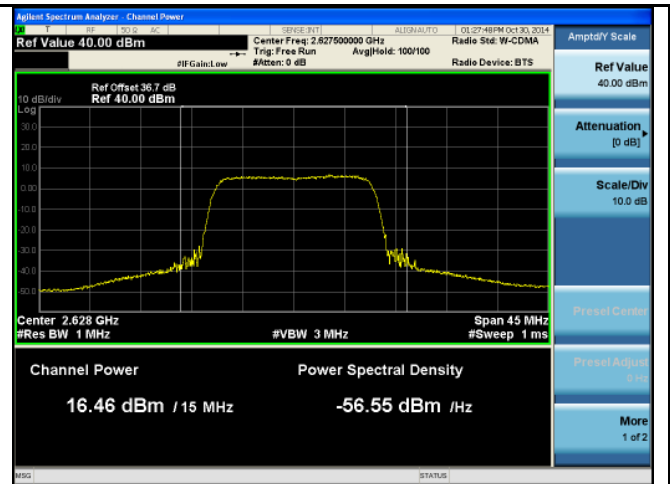 Agilent Spectrum Analyzer - Channel Power
T RF 50 Ω AC SENSE:INT ALIGNAUTO 01:27:48PM Oct 30, 2014
Ref Value 40.00 dBm Center Freq: 2.627500000 GHz Radio Std: W-CDMA
Trig: Free Run Avg|Hold: 100/100
#IFGain:Low #Atten: 0 dB Radio Device: BTS
Ref Offset 36.7 dB
10 dB/div Ref 40.00 dBm
Log
30.0
20.0
10.0
0.00
-10.0
-20.0
-30.0
-40.0
-50.0
Center 2.628 GHz Span 45 MHz
#Res BW 1 MHz #VBW 3 MHz #Sweep 1 ms
Channel Power Power Spectral Density
16.46 dBm / 15 MHz -56.55 dBm /Hz
MSG STATUS
Amptd/Y Scale
Ref Value
40.00 dBm
Attenuation
[0 dB]
Scale/Div
10.0 dB
Presel Center
Presel Adjust
0 Hz
More
1 of 2